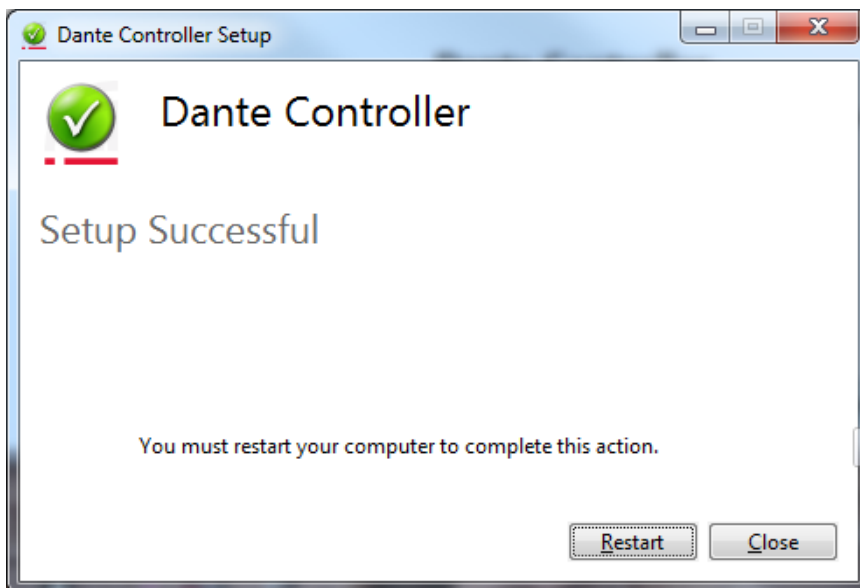 Dante Controller Setup
Dante Controller
Setup Successful
You must restart your computer to complete this action.
Restart
Close